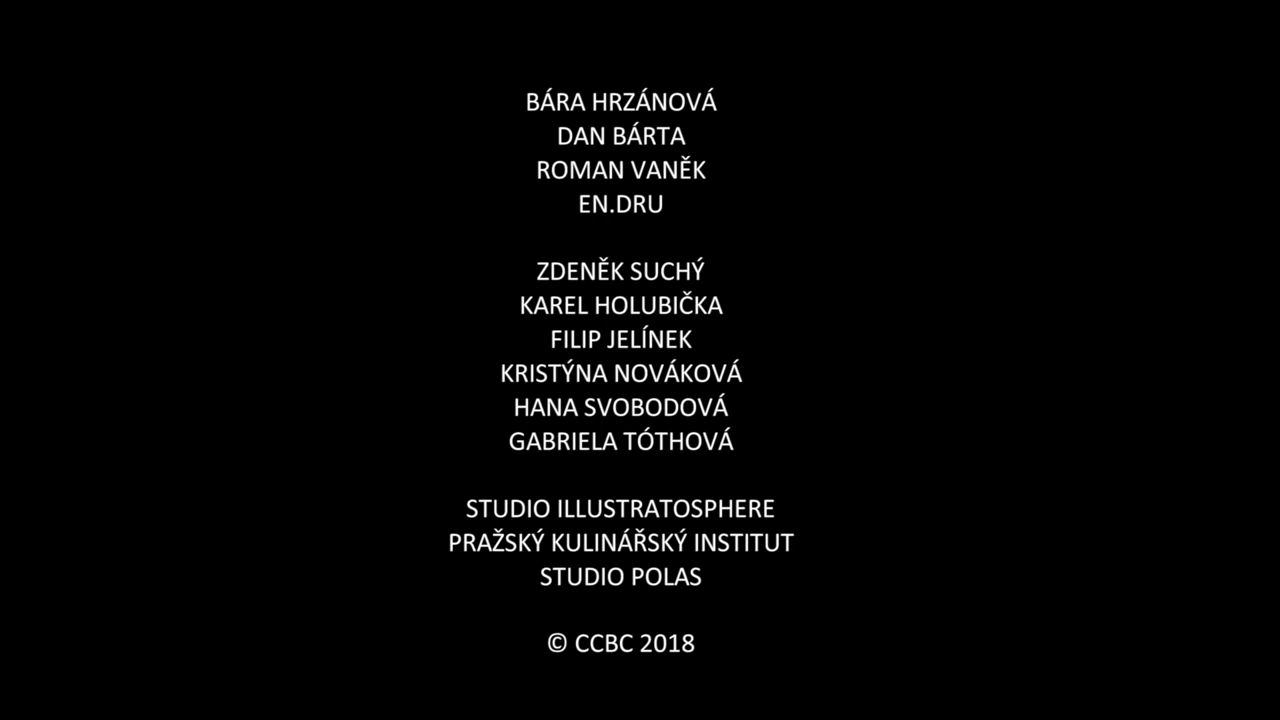 BÁRA HRZÁNOVÁ
DAN BÁRTA
ROMAN VANĚK
EN.DRU
ZDENĚK SUCHÝ
KAREL HOLUBIČKA
FILIP JELÍNEK
KRISTÝNA NOVÁKOVÁ
HANA SVOBODOVÁ
GABRIELA TÓTHOVÁ
STUDIO ILLUSTRATOSPHERE
PRAŽSKÝ KULINÁŘSKÝ INSTITUT
STUDIO POLAS
© CCBC 2018